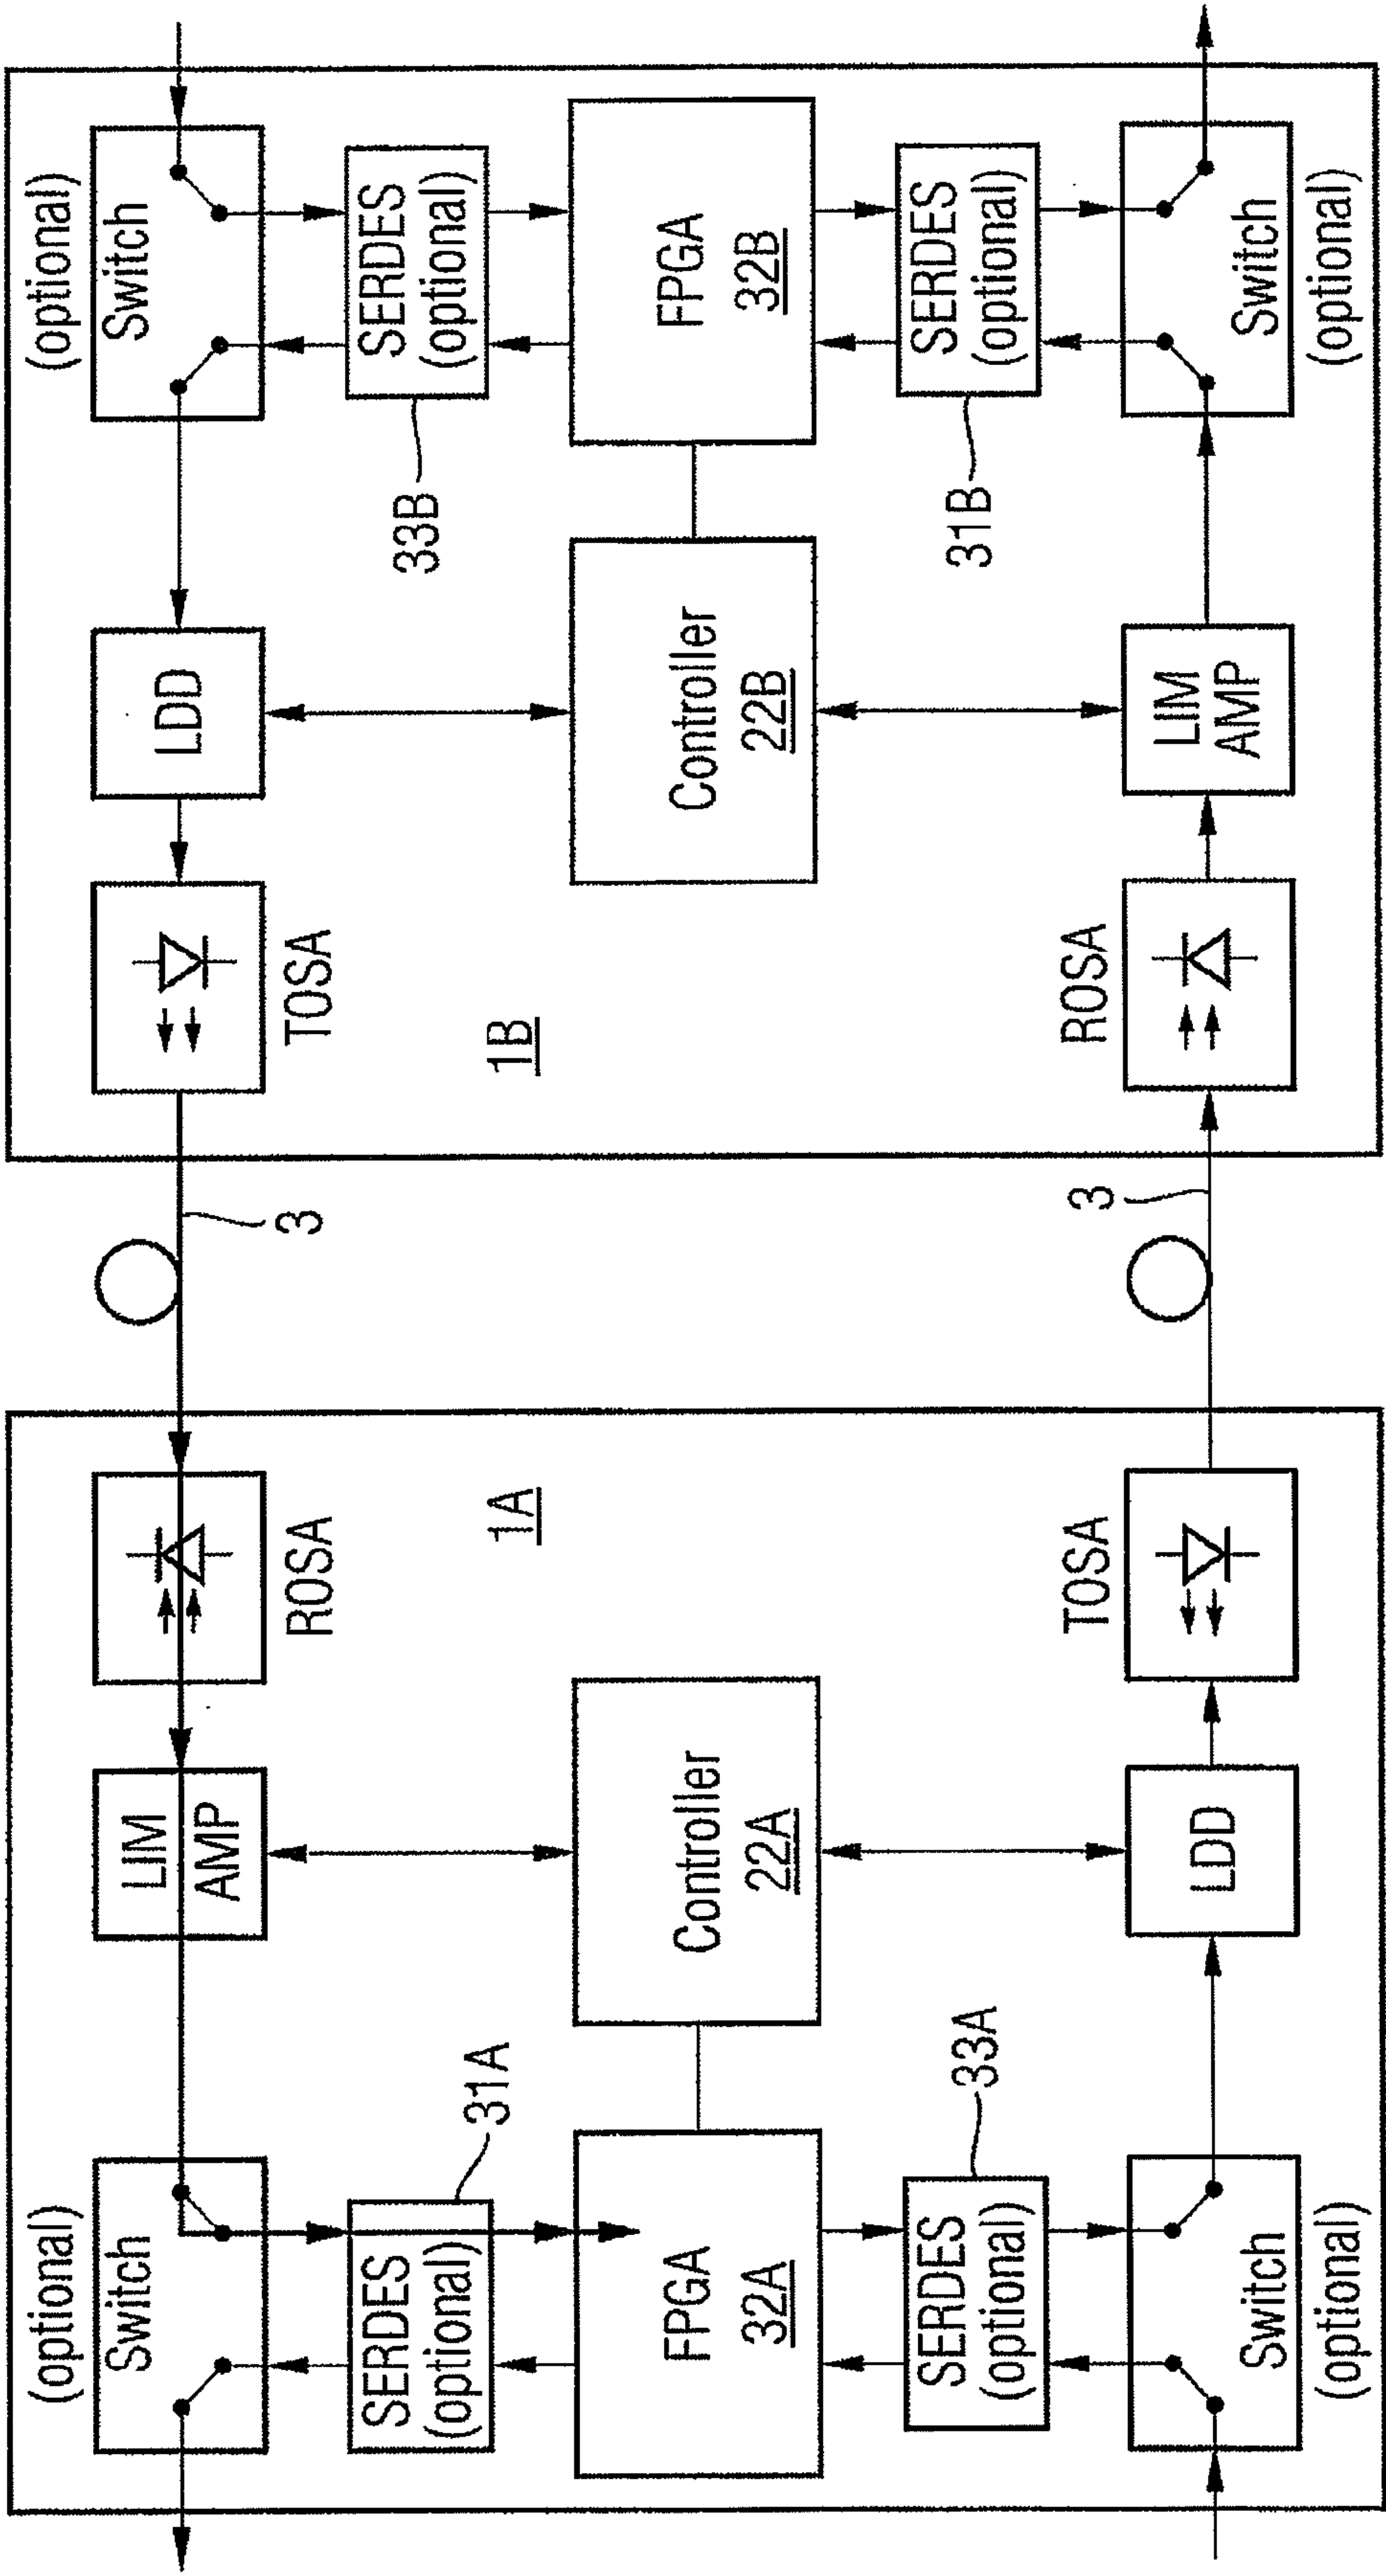 (optional)
Switch
LIM
AMP
ROSA
3
TOSA
LDD
Switch
(optional)
SERDES
(optional)
31A
1A
1B
33B
SERDES
(optional)
FPGA
32A
Controller
22A
Controller
22B
FPGA
32B
SERDES
(optional)
33A
31B
SERDES
(optional)
Switch
(optional)
LDD
TOSA
3
ROSA
LIM
AMP
Switch
(optional)